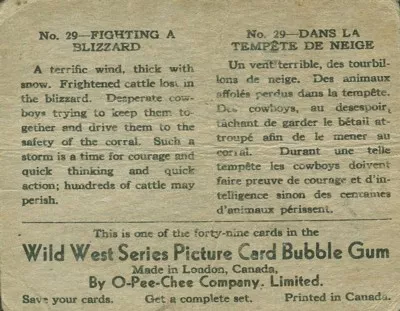 No. 29—FIGHTING A
BLIZZARD
A terrific wind, thick with
snow. Frightened cattle lost in
the blizzard. Desperate cow-
boys trying to keep them to-
gether and drive them to the
safety of the corral. Such a
storm is a time for courage and
quick thinking and quick
action; hundreds of cattle may
perish.
No. 29—DANS LA
TEMPÊTE DE NEIGE
Un vent terrible, des tourbil-
lons de neige. Des animaux
affolés perdus dans la tempête.
Des cowboys, au desespoir,
tâchant de garder le bétail at-
troupé afin de le mener au
corral. Durant une telle
tempête les cowboys doivent
faire preuve de courage et d'in-
telligence sinon des centaines
d'animaux périssent.
This is one of the forty-nine cards in the
Wild West Series Picture Card Bubble Gum
Made in London, Canada,
By O-Pee-Chee Company, Limited.
Save your cards. Get a complete set. Printed in Canada.